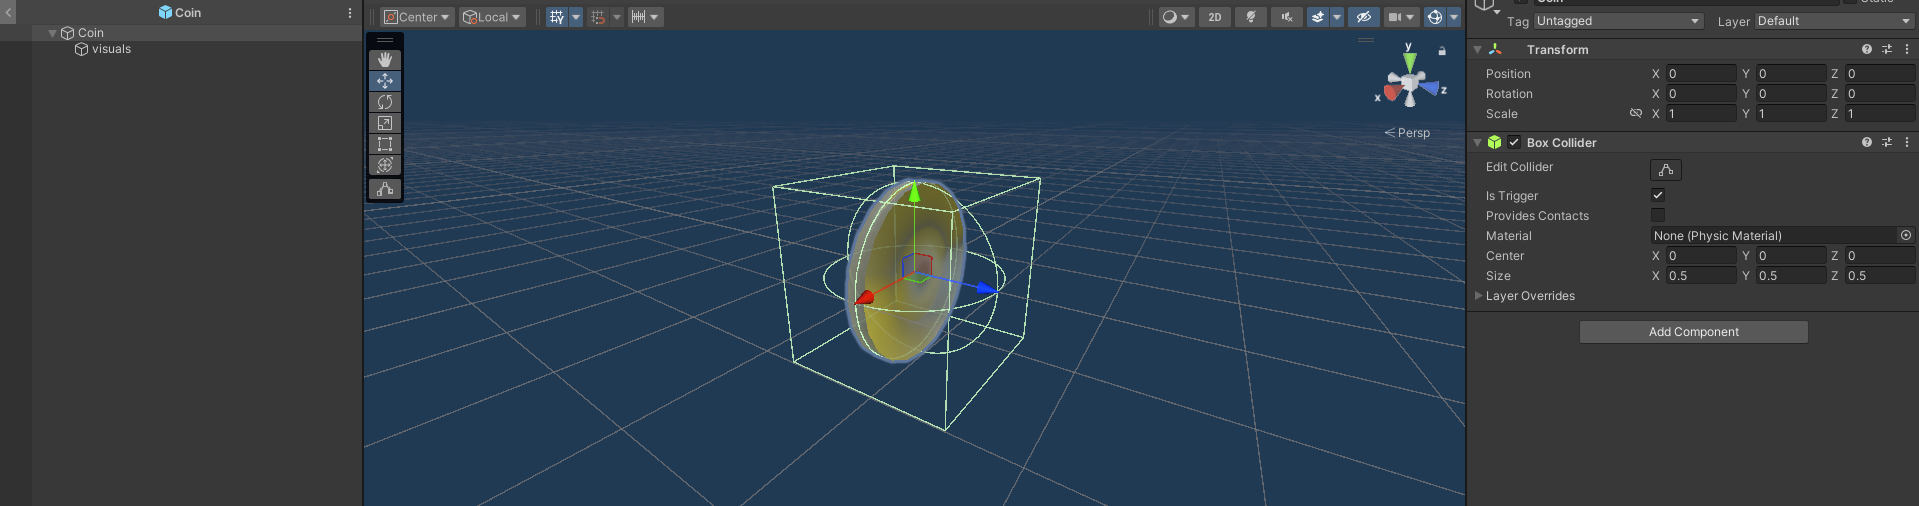 Coin
Coin
visuals
Center
Local
2D
y
x
z
Persp
Tag Untagged Layer Default
Transform
Position X 0 Y 0 Z 0
Rotation X 0 Y 0 Z 0
Scale X 1 Y 1 Z 1
Box Collider
Edit Collider
Is Trigger
Provides Contacts
Material None (Physic Material)
Center X 0 Y 0 Z 0
Size X 0.5 Y 0.5 Z 0.5
Layer Overrides
Add Component